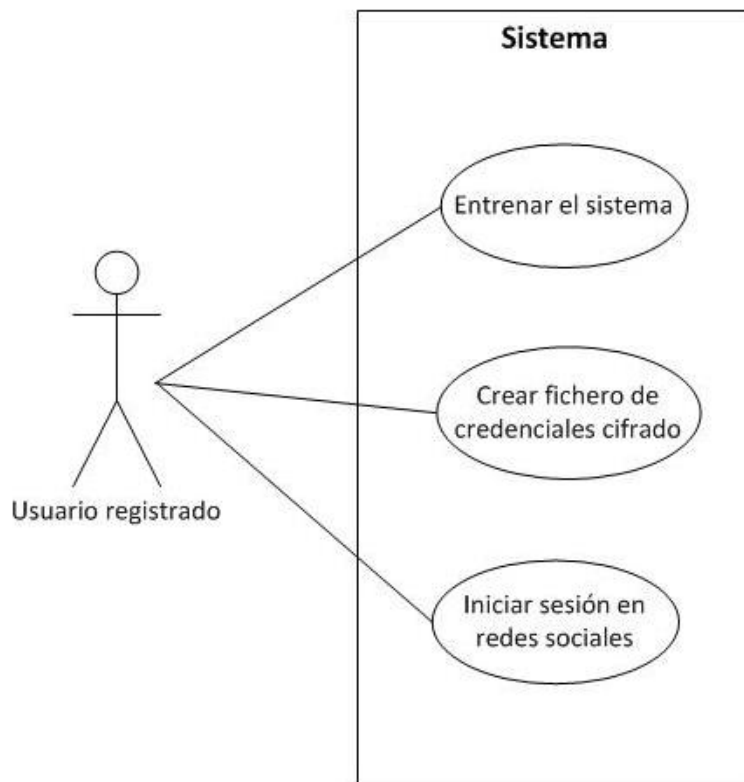 Sistema
Entrenar el sistema
Crear fichero de
credenciales cifrado
Usuario registrado
Iniciar sesión en
redes sociales